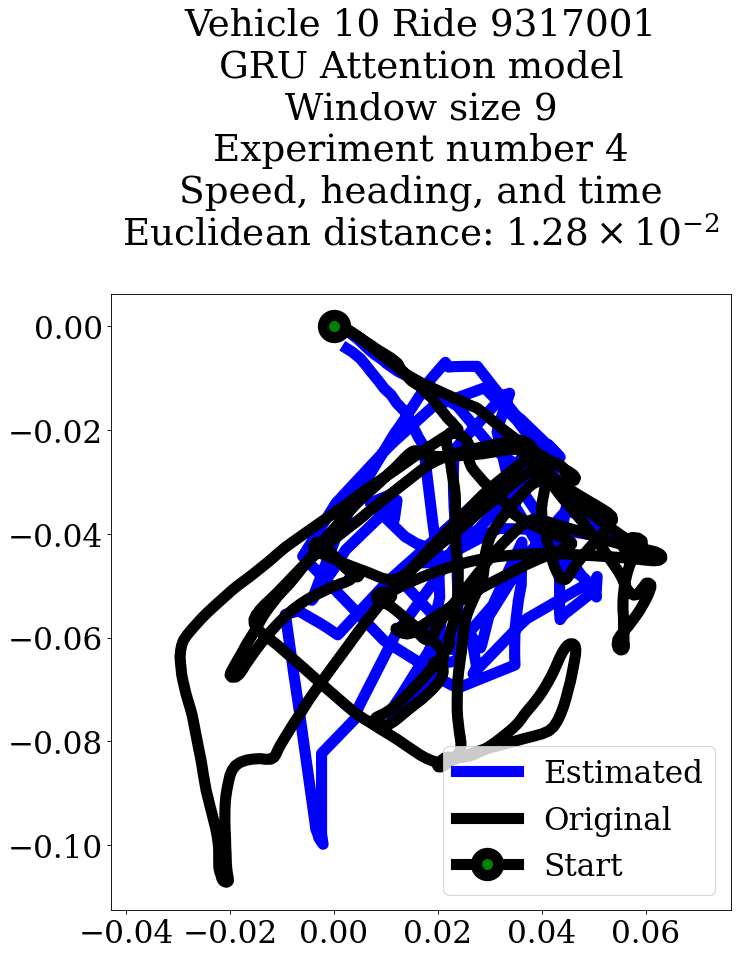 Vehicle 10 Ride 9317001
GRU Attention model
Window size 9
Experiment number 4
Speed, heading, and time
Euclidean distance: 1.28 × 10⁻²
0.00
−0.02
−0.04
−0.06
−0.08
−0.10
Estimated
Original
Start
−0.04 −0.02 0.00 0.02 0.04 0.06